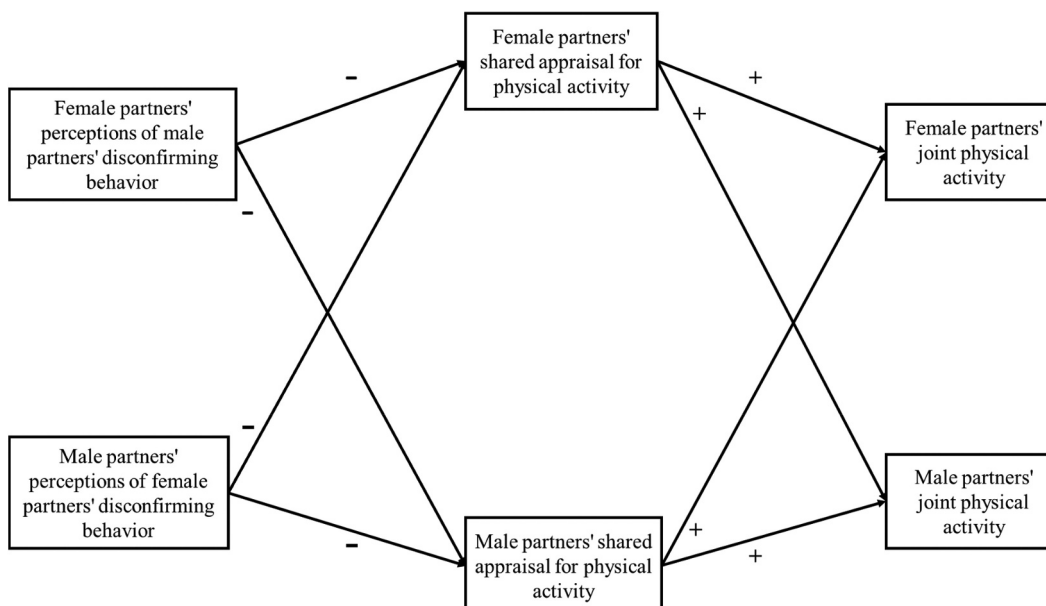 Female partners'
shared appraisal for
physical activity
–
+
Female partners'
perceptions of male
partners' disconfirming
behavior
+
Female partners'
joint physical
activity
–
–
Male partners'
perceptions of female
partners' disconfirming
behavior
Male partners'
joint physical
activity
–
+
+
Male partners' shared
appraisal for physical
activity